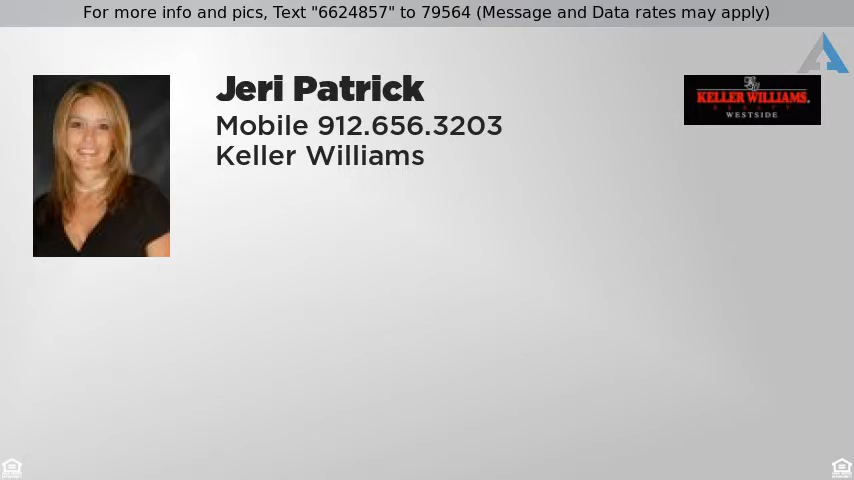 For more info and pics, Text "6624857" to 79564 (Message and Data rates may apply)
Jeri Patrick
Mobile 912.656.3203
Keller Williams
KELLER WILLIAMS.
REALTY
WESTSIDE